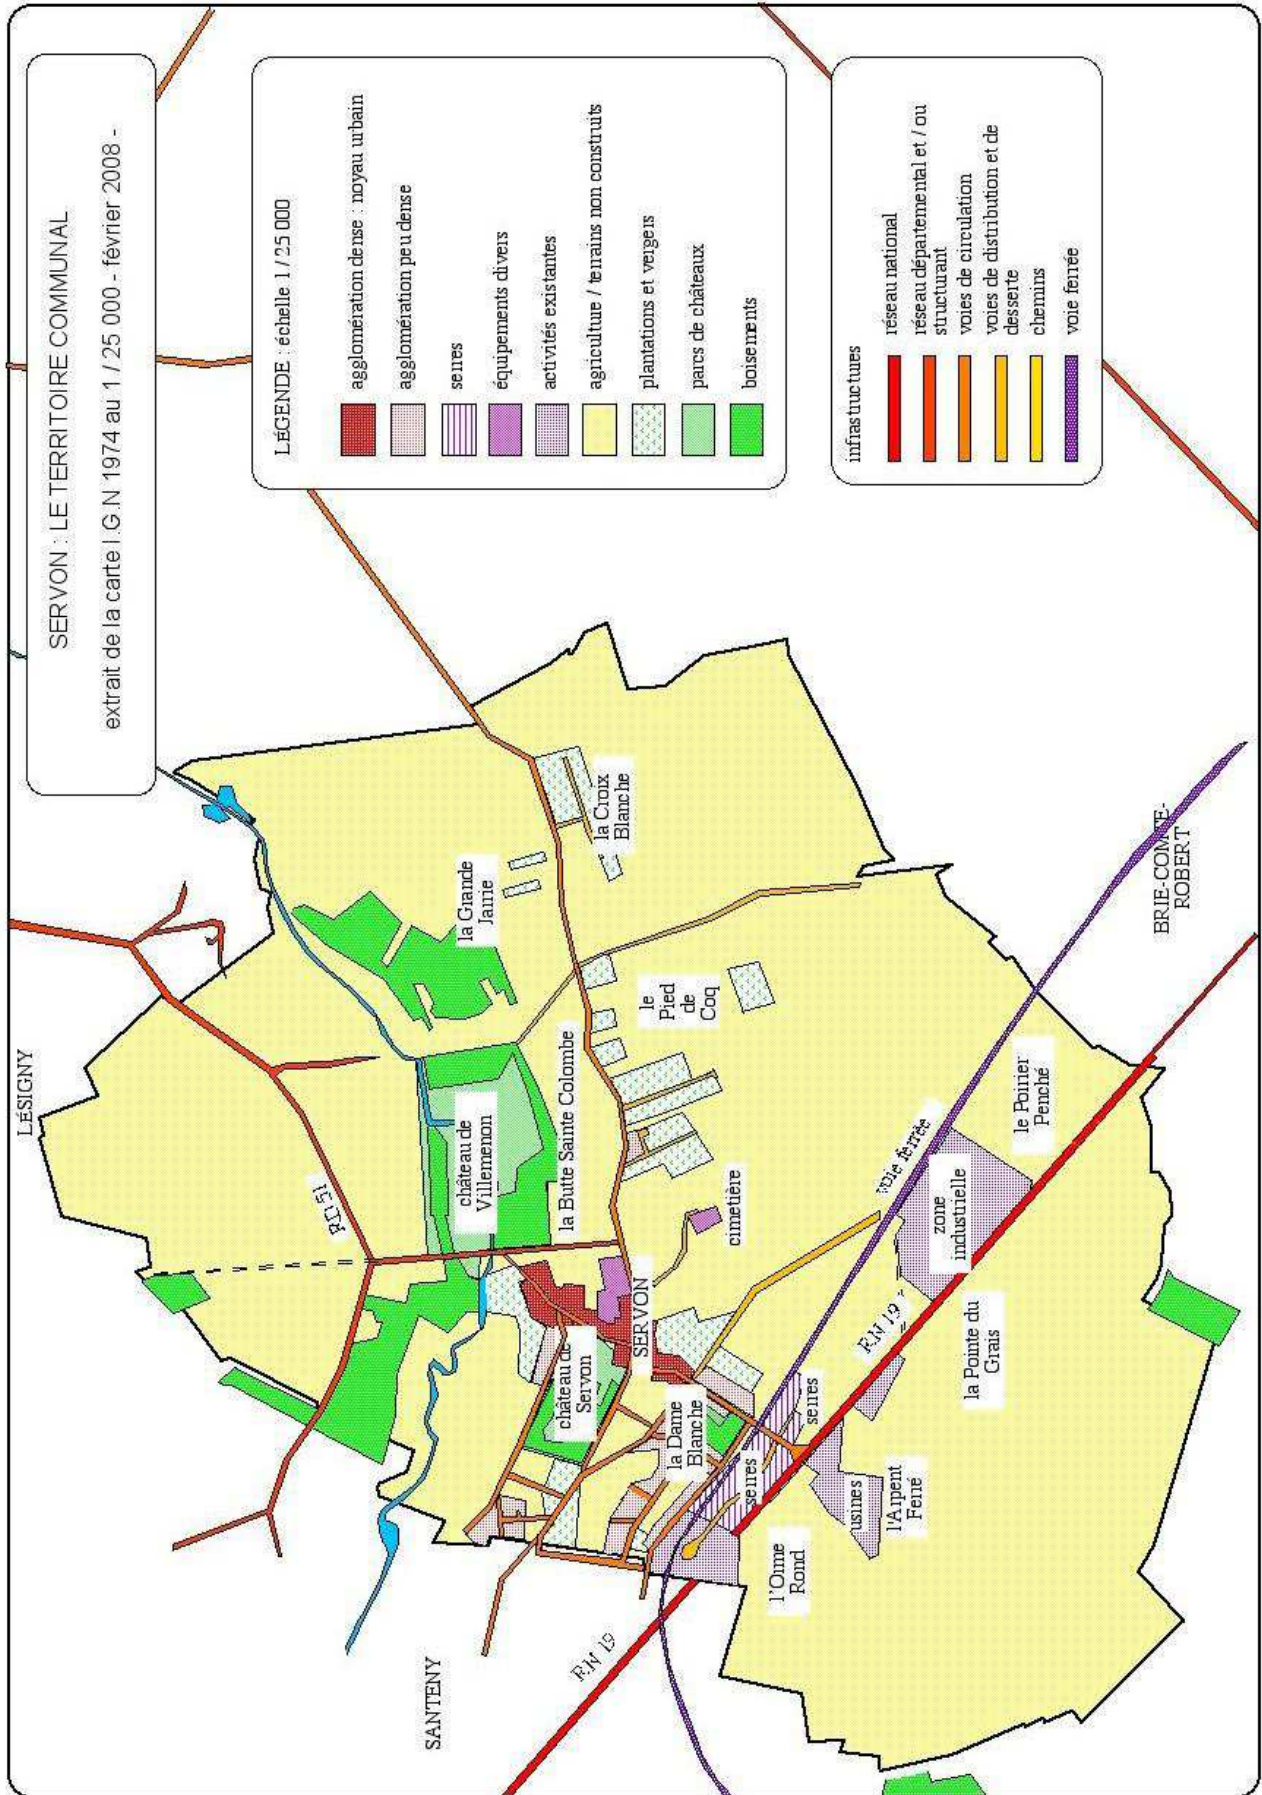 SERVON : LE TERRITOIRE COMMUNAL
extrait de la carte I.G.N 1974 au 1 / 25 000 - février 2008 -
LÉGENDE : échelle 1 / 25 000
agglomération dense : noyau urbain
agglomération peu dense
serres
équipements divers
activités existantes
agriculture / terrains non construits
plantations et vergers
parcs de châteaux
boisements
infrastructures
réseau national
réseau départemental et / ou
structurant
voies de circulation
voies de distribution et de
desserte
chemins
voie ferrée
LÉSIGNY
RD 51
la Grande
Jarrie
la Croix
Blanche
château de
Villemenon
la Butte Sainte Colombe
le
Pied
de
Coq
cimetière
SERVON
château de
Servon
la Dame
Blanche
serres
serres
voie ferrée
zone
industrielle
le Poirier
Penché
BRIE-COMTE-
ROBERT
RN 19
la Pointe du
Grais
usines
l'Arpent
Ferré
l'Orme
Rond
RN 19
SANTENY